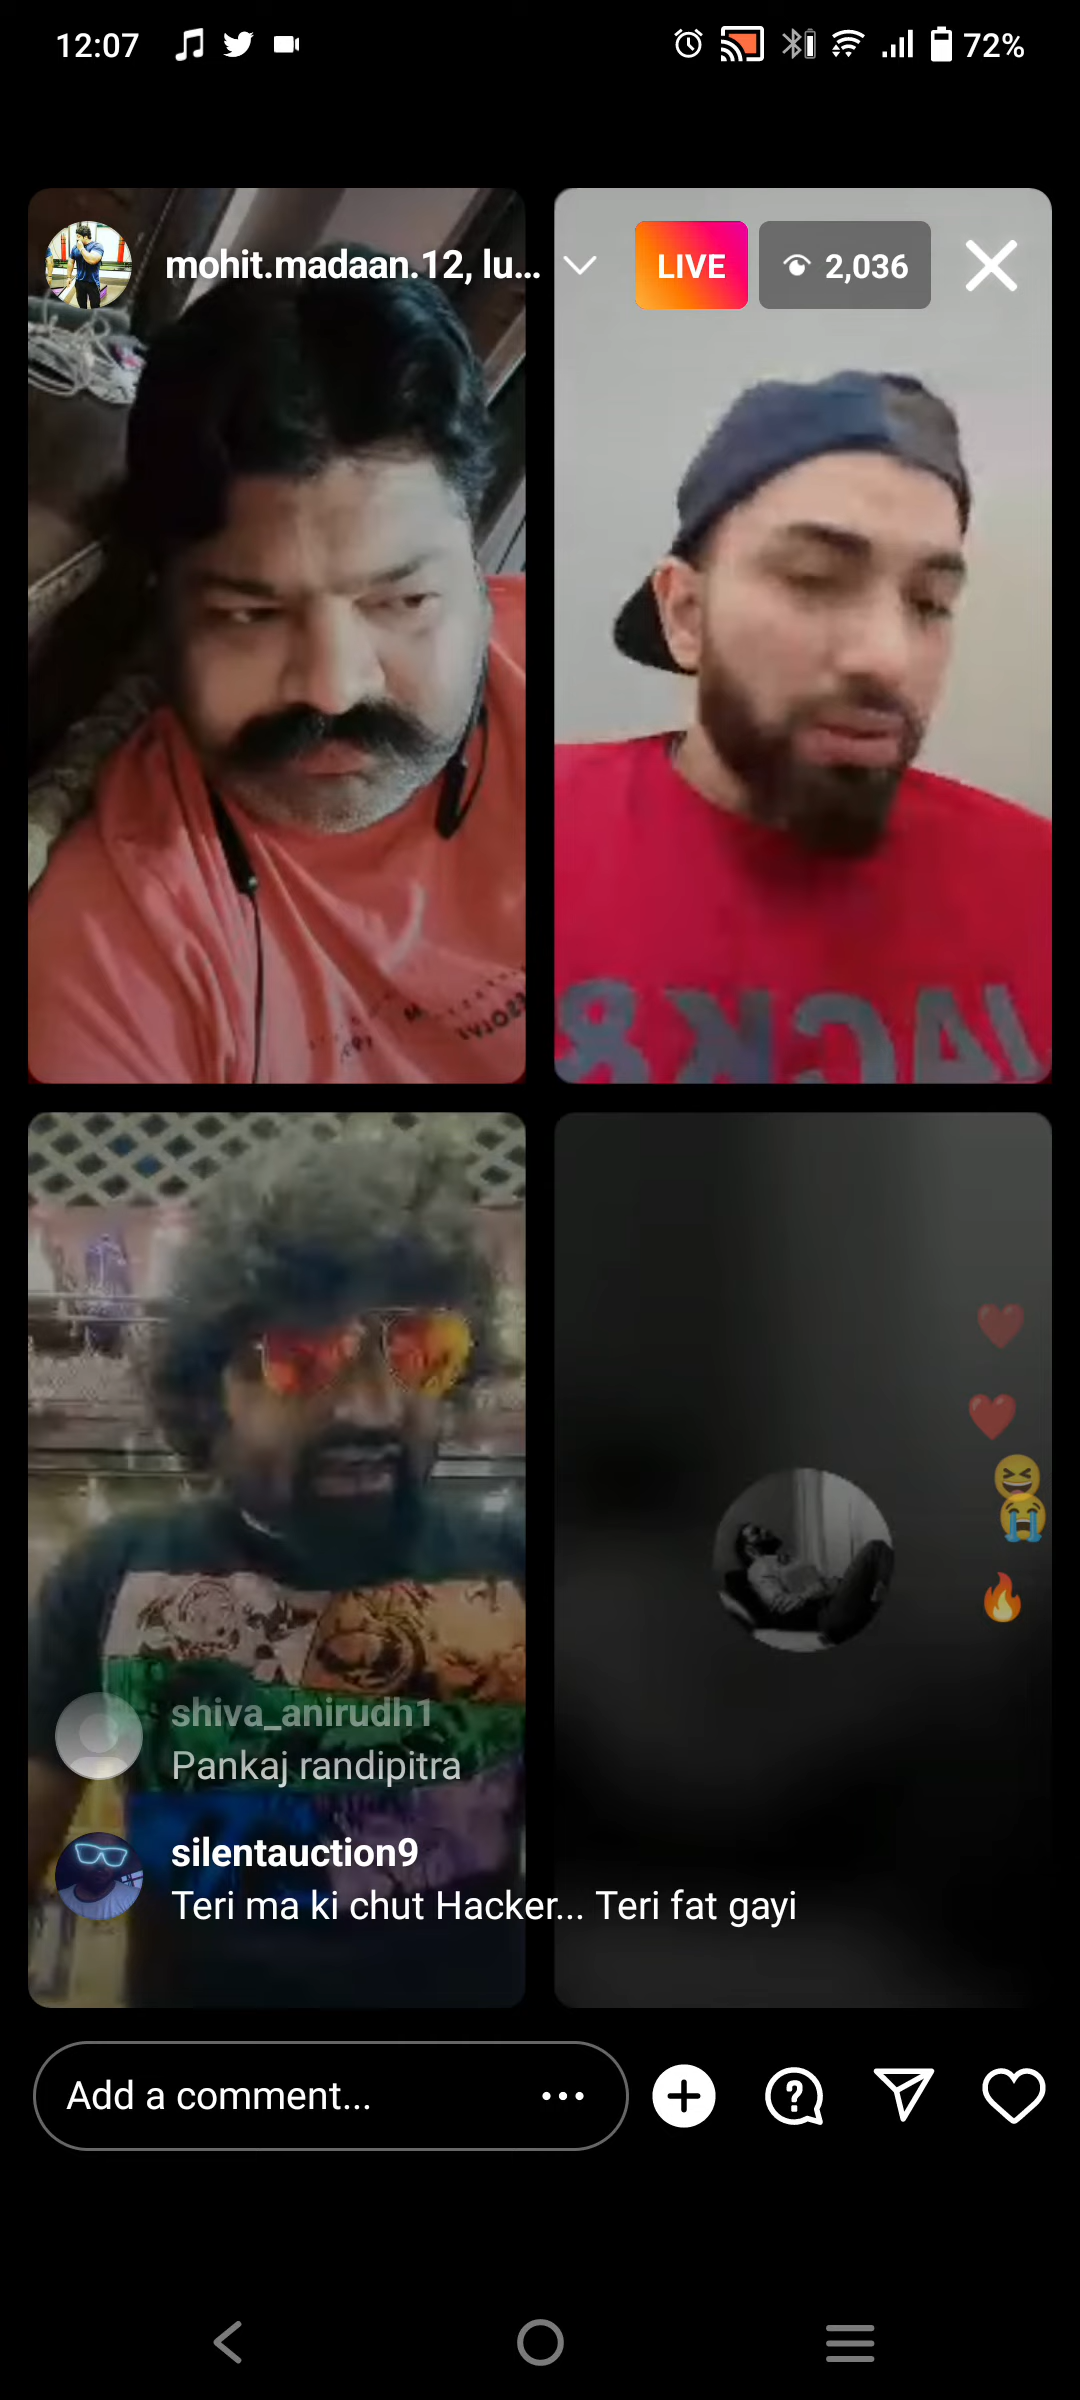 12:07
72%
mohit.madaan.12, lu...
LIVE
2,036
JACK&
shiva_anirudh1
Pankaj randipitra
silentauction9
Teri ma ki chut Hacker... Teri fat gayi
Add a comment...